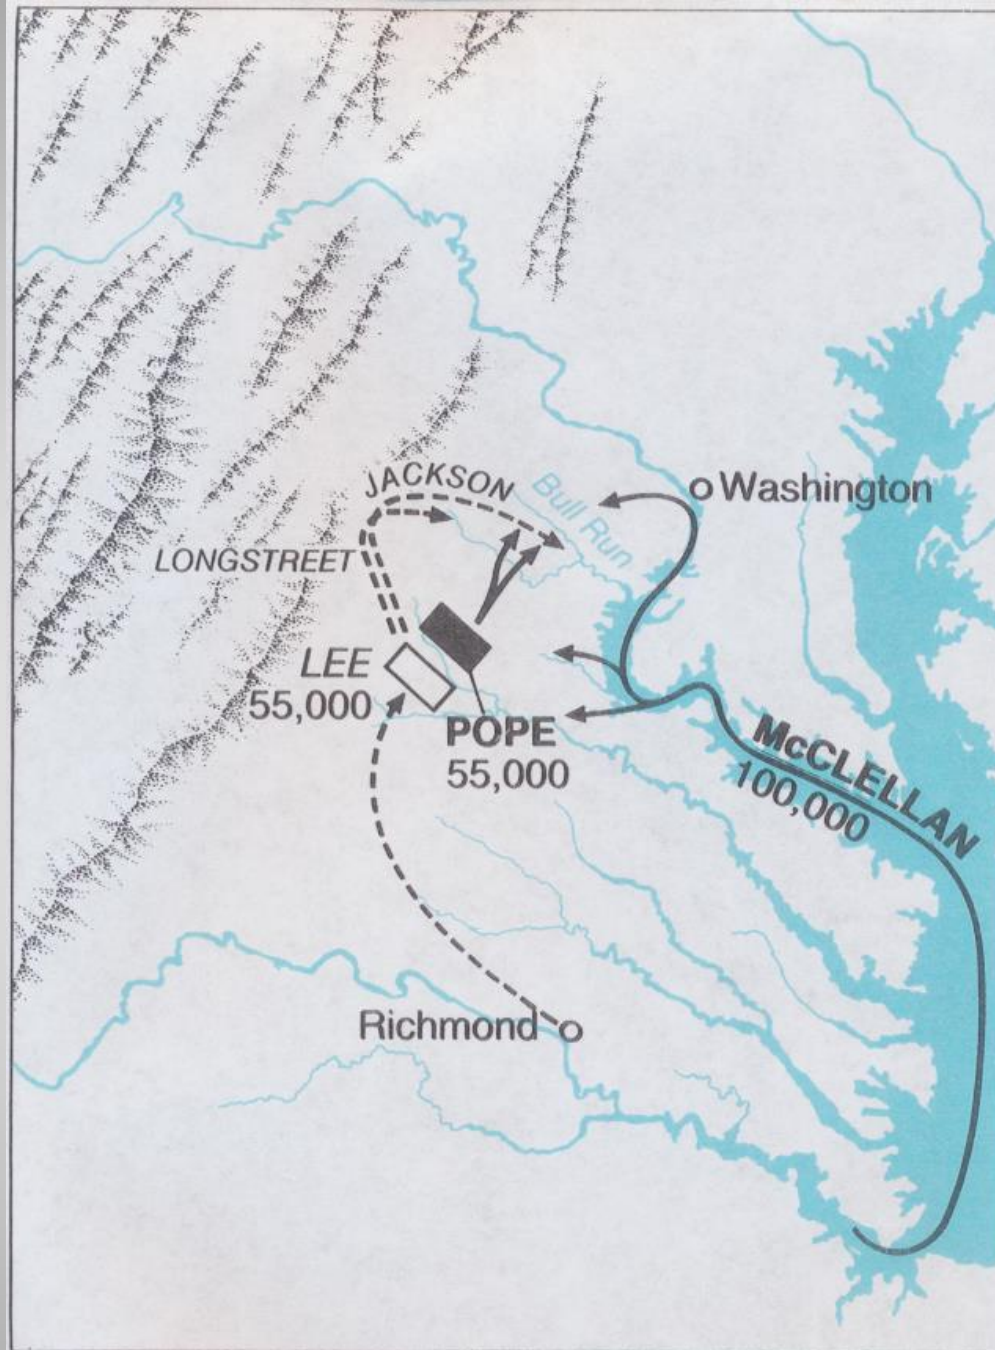 JACKSON
Bull Run
Washington
LONGSTREET
LEE
55,000
POPE
55,000
McCLELLAN
100,000
Richmond